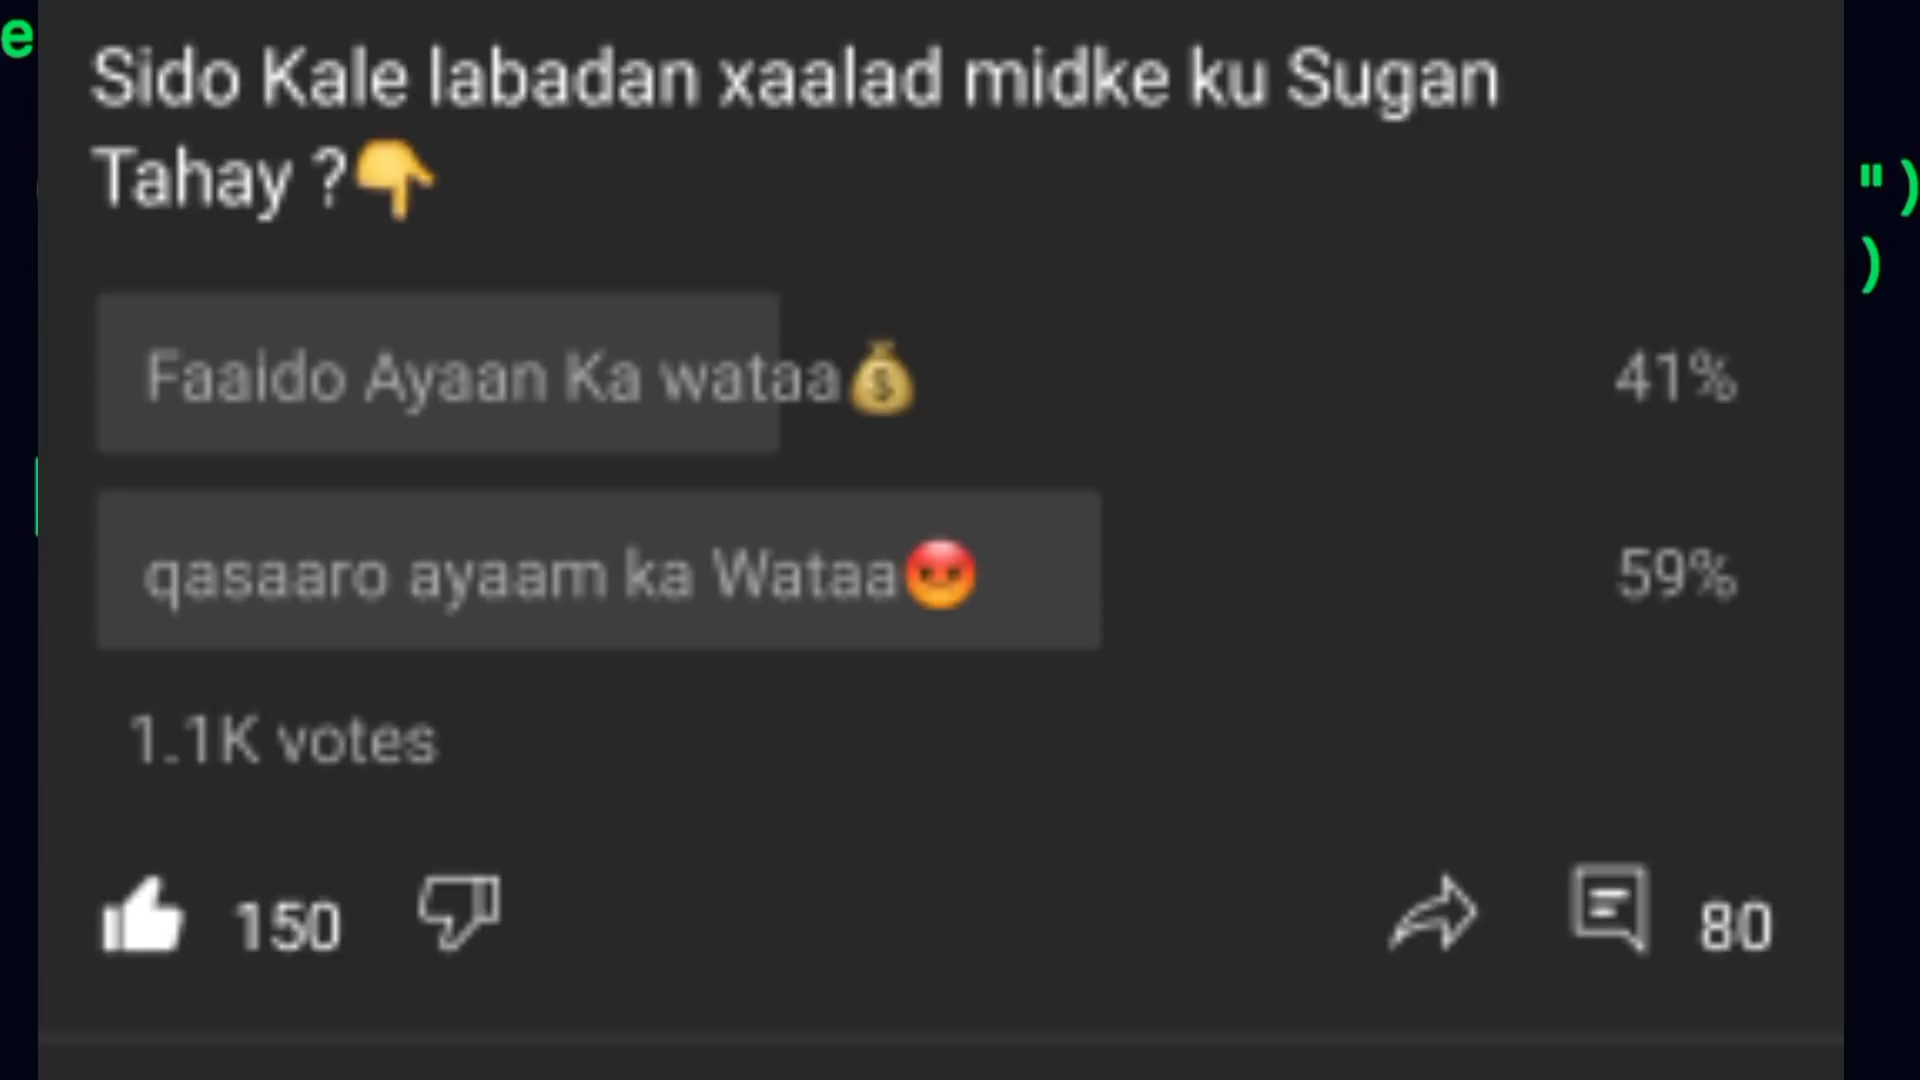 e
Sido Kale labadan xaalad midke ku Sugan
Tahay ?👇
")
)
Faaido Ayaan Ka wataa💰 41%
qasaaro ayaam ka Wataa😡 59%
1.1K votes
150 80